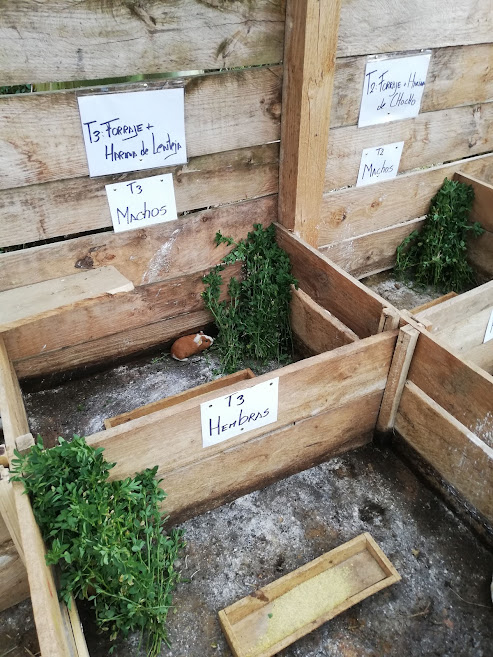 T3: FORRAJE +
HARINA de LENTEJA
T3
MACHOS
T2: FORRAJE + HARINA
de CHOCHO
T2
MACHOS
T3
HEMBRAS